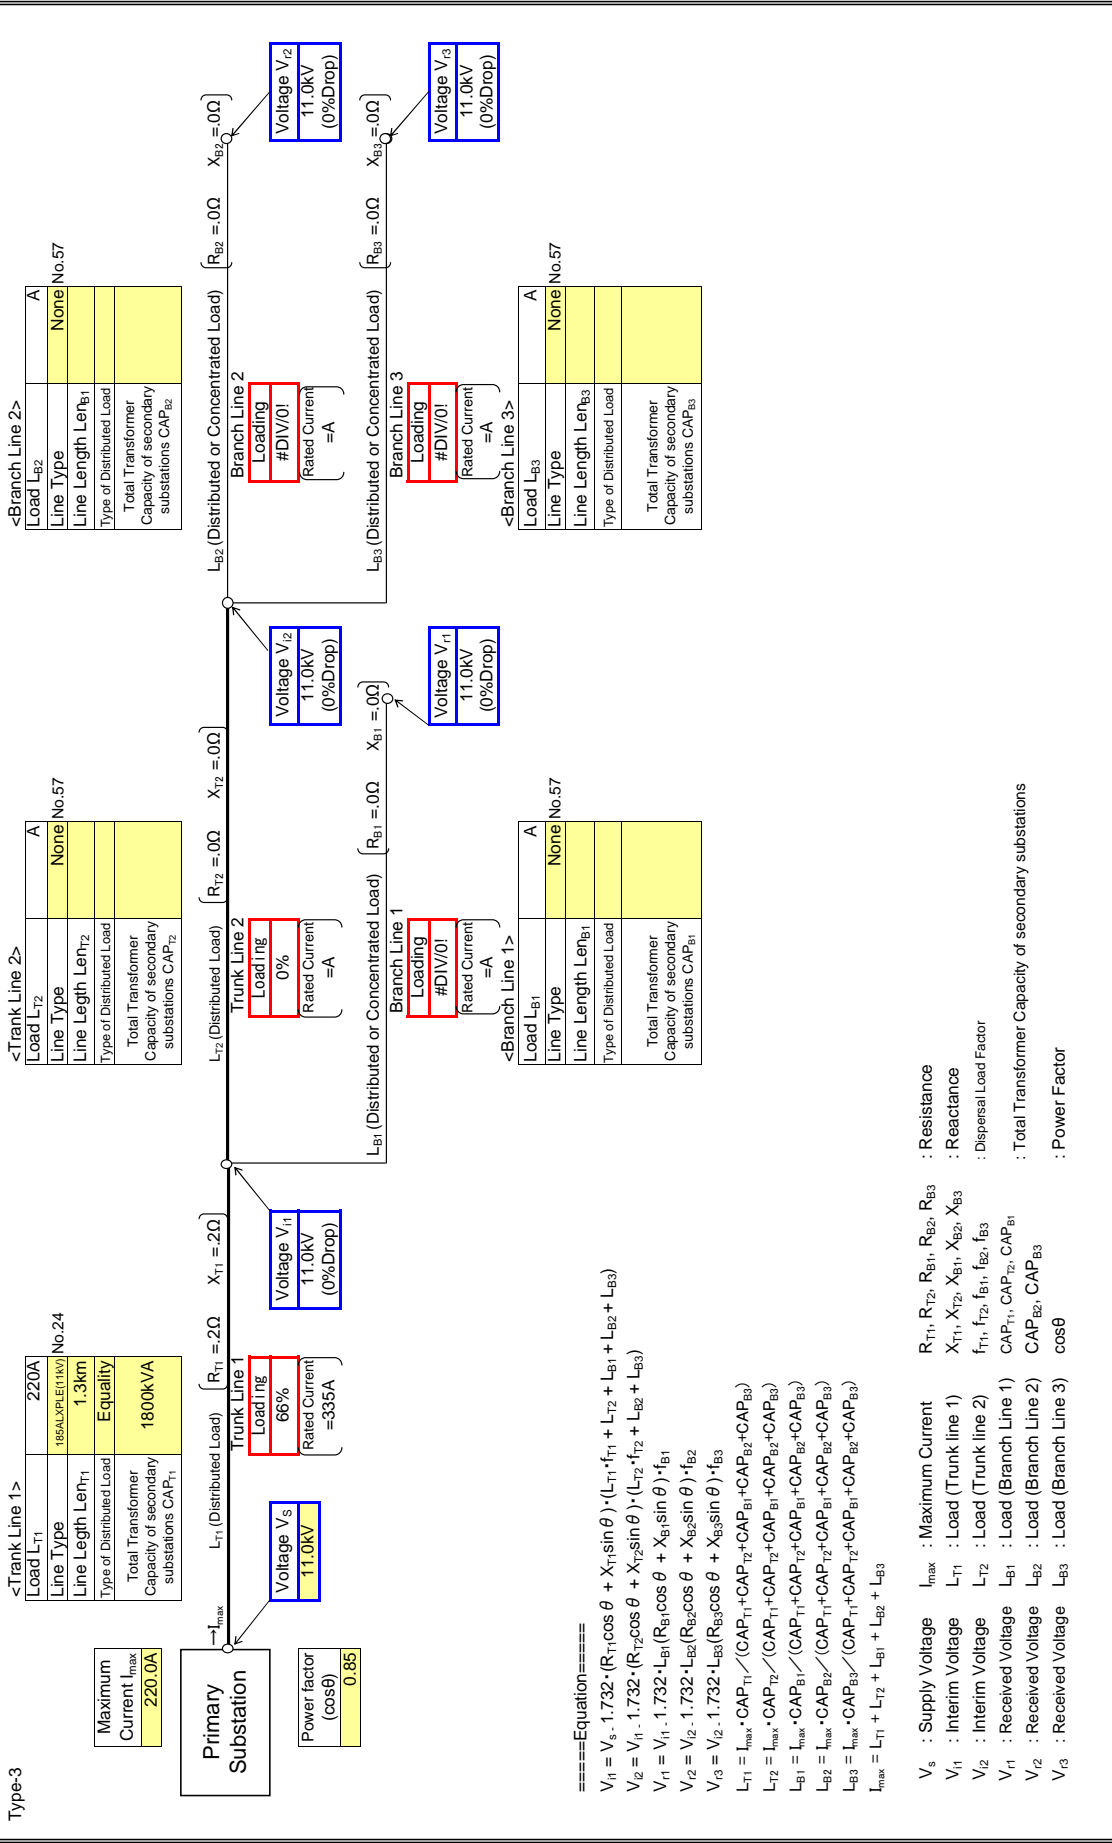 Type-3
Maximum
Current Imax
220.0A
Primary
Substation
Power factor
(cosθ)
0.85
→Imax
Voltage VS
11.0kV
<Trank Line 1>
Load LT1 220A
Line Type 185ALXPLE(11kV) No.24
Line Legth LenT1 1.3km
Type of Distributed Load Equality
Total Transformer
Capacity of secondary
substations CAPT1
1800kVA
LT1 (Distributed Load) RT1 =.2Ω XT1 =.2Ω
Trunk Line 1
Loading
66%
Rated Current
=335A
Voltage Vi1
11.0kV
(0%Drop)
<Trank Line 2>
Load LT2 A
Line Type None No.57
Line Length LenT2
Type of Distributed Load
Total Transformer
Capacity of secondary
substations CAPT2
LT2 (Distributed Load) RT2 =.0Ω XT2 =.0Ω
Trunk Line 2
Loading
0%
Rated Current
=A
Voltage Vi2
11.0kV
(0%Drop)
LB1 (Distributed or Concentrated Load) RB1 =.0Ω XB1 =.0Ω
Branch Line 1
Loading
#DIV/0!
Rated Current
=A
Voltage Vr1
11.0kV
(0%Drop)
<Branch Line 1>
Load LB1 A
Line Type None No.57
Line Length LenB1
Type of Distributed Load
Total Transformer
Capacity of secondary
substations CAPB1
<Branch Line 2>
Load LB2 A
Line Type None No.57
Line Length LenB1
Type of Distributed Load
Total Transformer
Capacity of secondary
substations CAPB2
LB2 (Distributed or Concentrated Load) RB2 =.0Ω XB2 =.0Ω
Branch Line 2
Loading
#DIV/0!
Rated Current
=A
Voltage Vr2
11.0kV
(0%Drop)
LB3 (Distributed or Concentrated Load) RB3 =.0Ω XB3 =.0Ω
Branch Line 3
Loading
#DIV/0!
Rated Current
=A
Voltage Vr3
11.0kV
(0%Drop)
<Branch Line 3>
Load LB3 A
Line Type None No.57
Line Length LenB3
Type of Distributed Load
Total Transformer
Capacity of secondary
substations CAPB3
=====Equation=====
Vi1 = Vs - 1.732・(RT1cos θ + XT1sin θ)・(LT1・fT1 + LT2 + LB1 + LB2 + LB3)
Vi2 = Vi1 - 1.732・(RT2cos θ + XT2sin θ)・(LT2・fT2 + LB2 + LB3)
Vr1 = Vi1 - 1.732・LB1(RB1cos θ + XB1sin θ)・fB1
Vr2 = Vi2 - 1.732・LB2(RB2cos θ + XB2sin θ)・fB2
Vr3 = Vi2 - 1.732・LB3(RB3cos θ + XB3sin θ)・fB3
LT1 = Imax・CAPT1／(CAPT1+CAPT2+CAPB1+CAPB2+CAPB3)
LT2 = Imax・CAPT2／(CAPT1+CAPT2+CAPB1+CAPB2+CAPB3)
LB1 = Imax・CAPB1／(CAPT1+CAPT2+CAPB1+CAPB2+CAPB3)
LB2 = Imax・CAPB2／(CAPT1+CAPT2+CAPB1+CAPB2+CAPB3)
LB3 = Imax・CAPB3／(CAPT1+CAPT2+CAPB1+CAPB2+CAPB3)
Imax = LT1 + LT2 + LB1 + LB2 + LB3
Vs : Supply Voltage Imax : Maximum Current RT1, RT2, RB1, RB2, RB3 : Resistance
Vi1 : Interim Voltage LT1 : Load (Trunk line 1) XT1, XT2, XB1, XB2, XB3 : Reactance
Vi2 : Interim Voltage LT2 : Load (Trunk line 2) fT1, fT2, fB1, fB2, fB3 : Dispersal Load Factor
Vr1 : Received Voltage LB1 : Load (Branch Line 1) CAPT1, CAPT2, CAPB1 : Total Transformer Capacity of secondary substations
Vr2 : Received Voltage LB2 : Load (Branch Line 2) CAPB2, CAPB3
Vr3 : Received Voltage LB3 : Load (Branch Line 3) cosθ : Power Factor